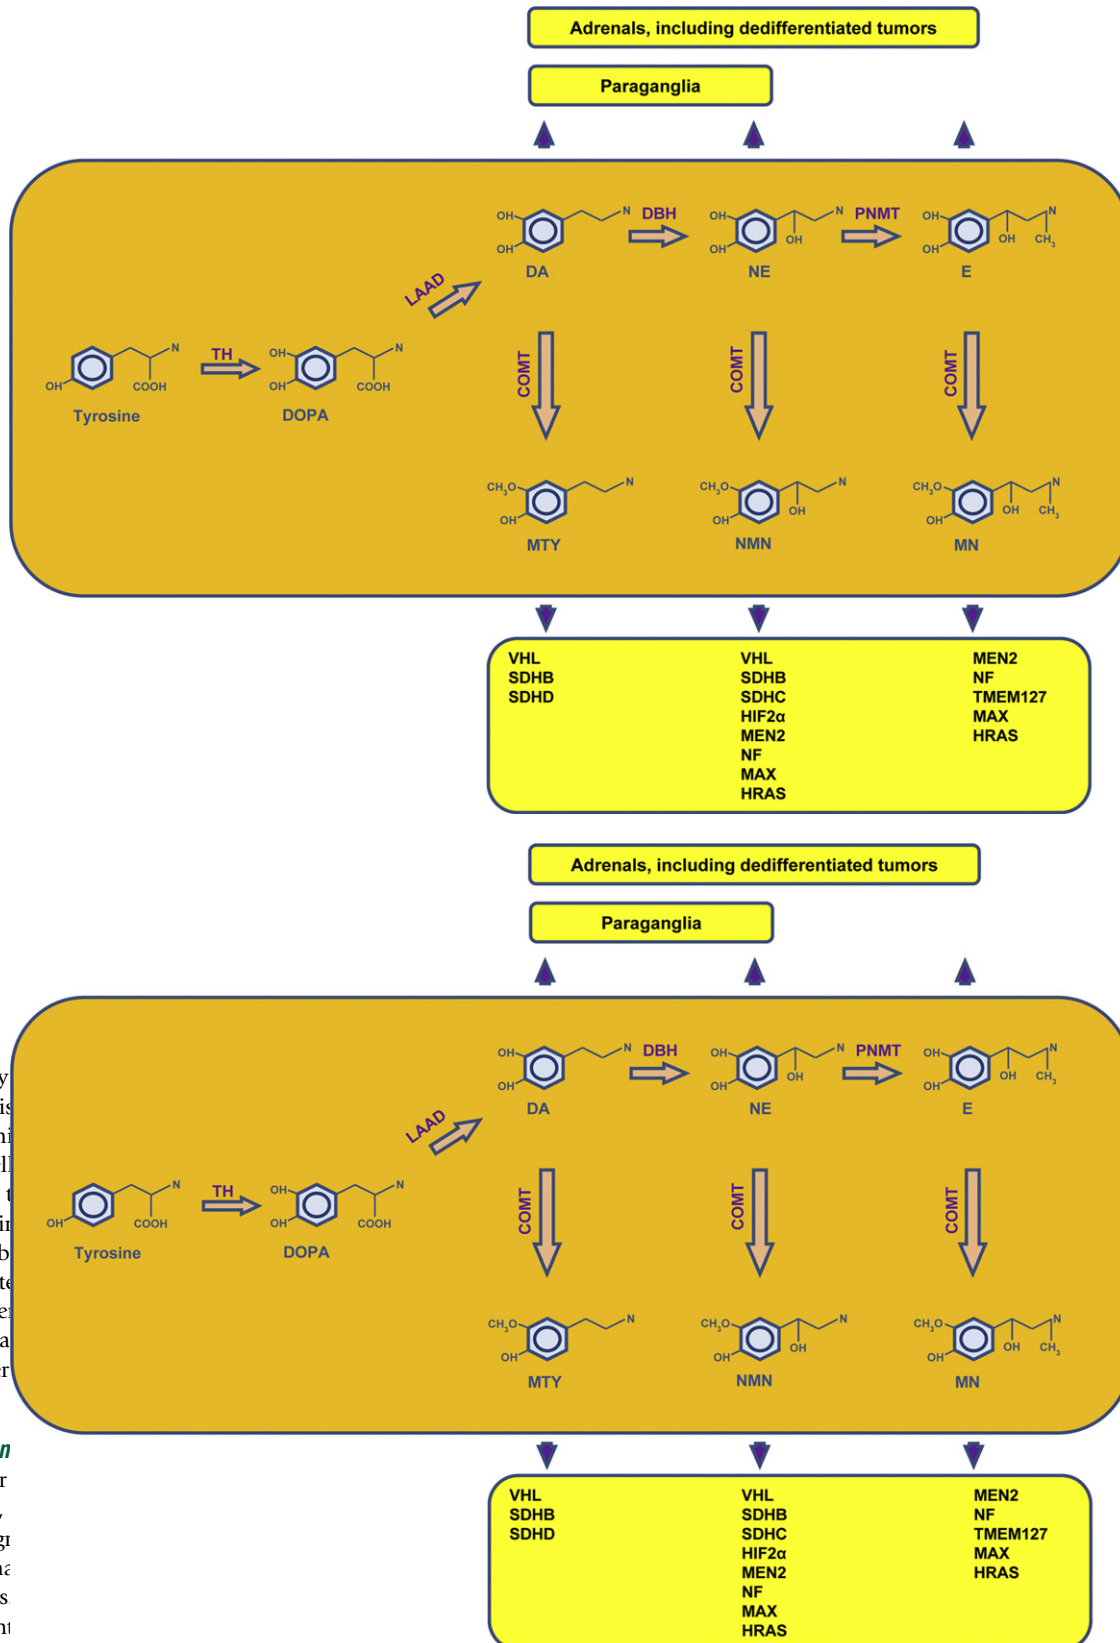 Adrenals, including dedifferentiated tumors
Paraganglia
OH OH N DBH OH OH OH N PNMT OH OH OH N CH3
DA NE E
LAAD
OH N COOH TH OH OH N COOH
Tyrosine DOPA
COMT COMT COMT
CH3O OH N CH3O OH OH N CH3O OH OH N CH3
MTY NMN MN
VHL VHL MEN2
SDHB SDHB NF
SDHD SDHC TMEM127
HIF2α MAX
MEN2 HRAS
NF
MAX
HRAS
Adrenals, including dedifferentiated tumors
Paraganglia
OH OH N DBH OH OH OH N PNMT OH OH OH N CH3
DA NE E
LAAD
OH N COOH TH OH OH N COOH
Tyrosine DOPA
COMT COMT COMT
CH3O OH N CH3O OH OH N CH3O OH OH N CH3
MTY NMN MN
VHL VHL MEN2
SDHB SDHB NF
SDHD SDHC TMEM127
HIF2α MAX
MEN2 HRAS
NF
MAX
HRAS